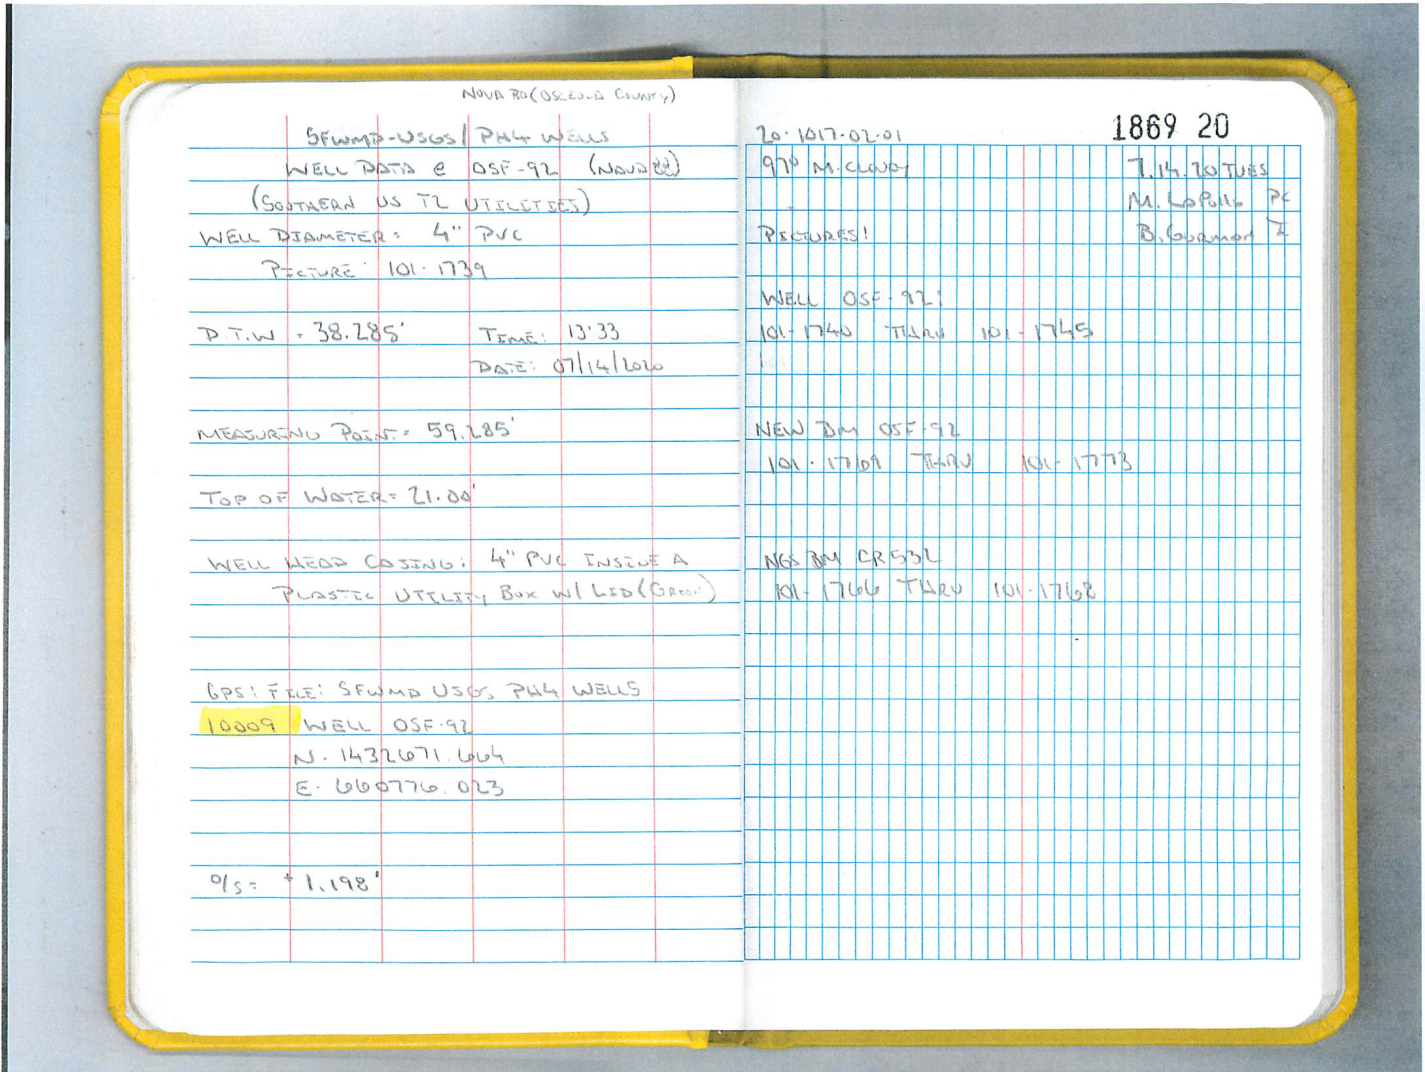 NOVA RD (OSCEOLA COUNTY)
SFWMD-USGS / PH4 WELLS
WELL DATA @ OSF-92 (NAVD88)
(SOUTHERN US T2 UTILITIES)
WELL DIAMETER: 4" PVC
PICTURE: 101-1739
D.T.W = 38.285' TIME: 13:33
DATE: 07/14/2020
MEASURING POINT = 59.285'
TOP OF WATER = 21.00'
WELL HEAD CASING: 4" PVC INSIDE A
PLASTIC UTILITY BOX W/ LID (GREEN)
GPS: FILE: SFWMD USGS PH4 WELLS
10009 WELL OSF-92
N. 1432671.664
E. 660776.023
O/S = +1.198'
20-1017-02-01 1869 20
97° M. CLOUDY 7.14.20 TUES
M. LoPollo PC
PICTURES! B. Gorman I
WELL OSF-92:
101-1740 THRU 101-1745
NEW BM OSF-92
101-1769 THRU 101-1773
NGS BM CR532
101-1766 THRU 101-1768